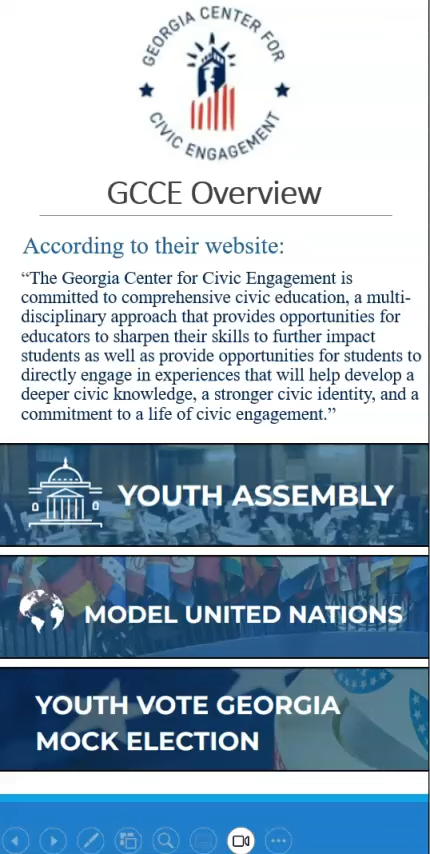 GEORGIA CENTER FOR
CIVIC ENGAGEMENT
GCCE Overview
According to their website:
“The Georgia Center for Civic Engagement is
committed to comprehensive civic education, a multi-
disciplinary approach that provides opportunities for
educators to sharpen their skills to further impact
students as well as provide opportunities for students to
directly engage in experiences that will help develop a
deeper civic knowledge, a stronger civic identity, and a
commitment to a life of civic engagement.”
YOUTH ASSEMBLY
MODEL UNITED NATIONS
YOUTH VOTE GEORGIA
MOCK ELECTION